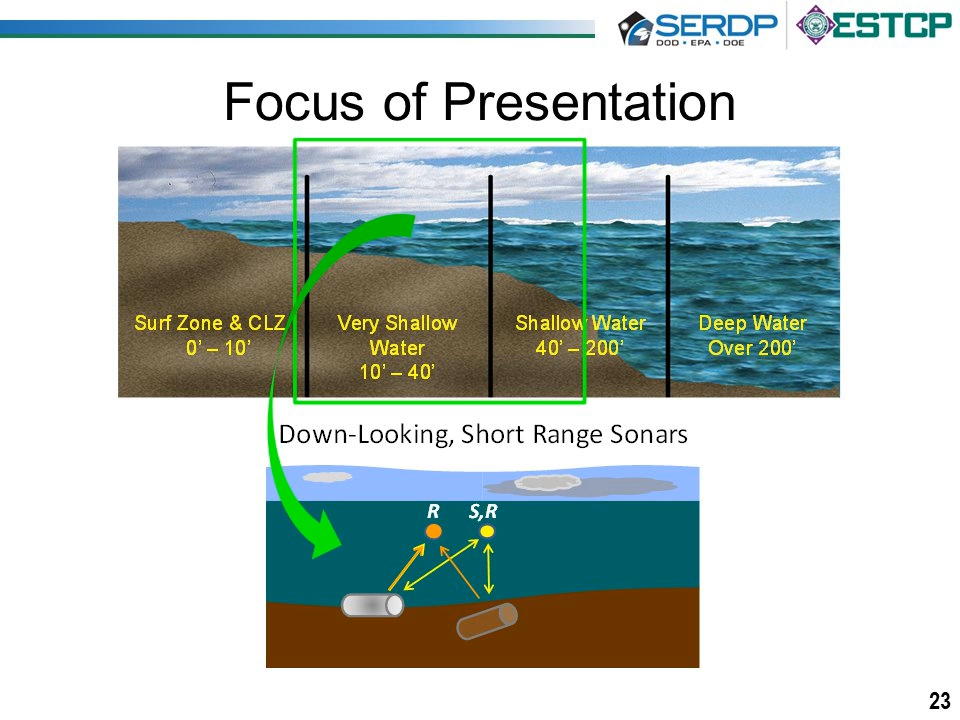 SERDP
DOD • EPA • DOE
ESTCP
Focus of Presentation
Surf Zone & CLZ
0’ – 10’
Very Shallow
Water
10’ – 40’
Shallow Water
40’ – 200’
Deep Water
Over 200’
Down-Looking, Short Range Sonars
R
S,R
23